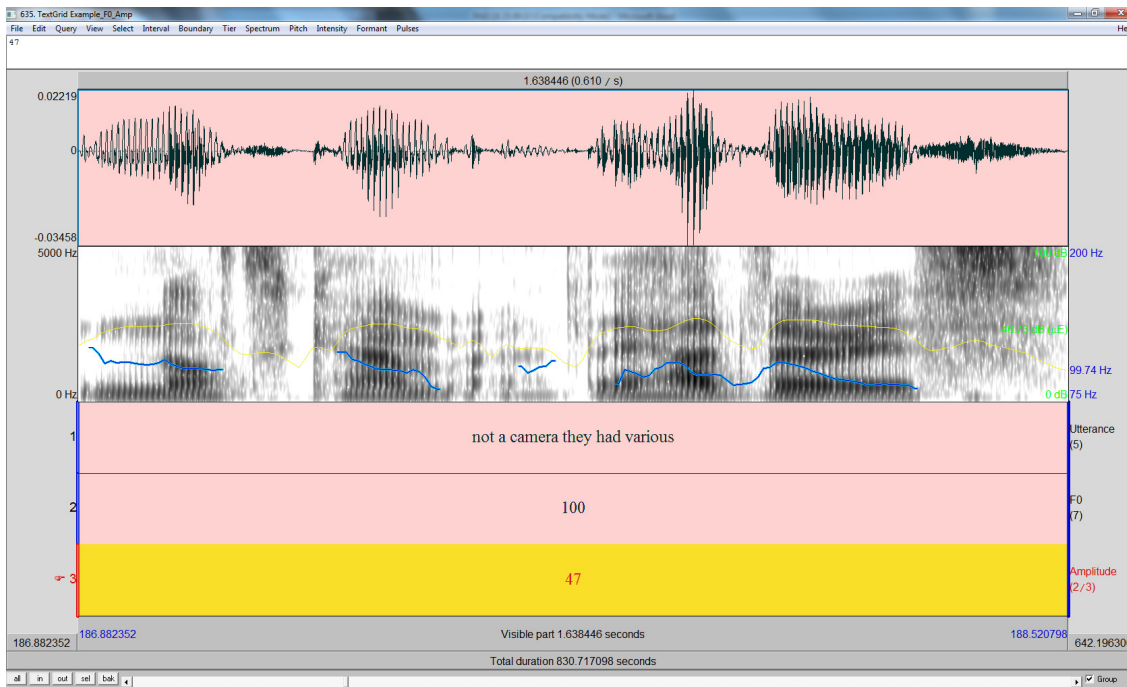 635. TextGrid Example_F0_Amp
File Edit Query View Select Interval Boundary Tier Spectrum Pitch Intensity Formant Pulses He
47
1.638446 (0.610 / s)
0.02219
0
-0.03458
5000 Hz
200 Hz
99.74 Hz
0 Hz
0 dB 75 Hz
1 not a camera they had various Utterance (5)
2 100 F0 (7)
3 47 Amplitude (2/3)
186.882352 188.520798
186.882352 Visible part 1.638446 seconds 642.196300
Total duration 830.717098 seconds
all in out sel bak Group